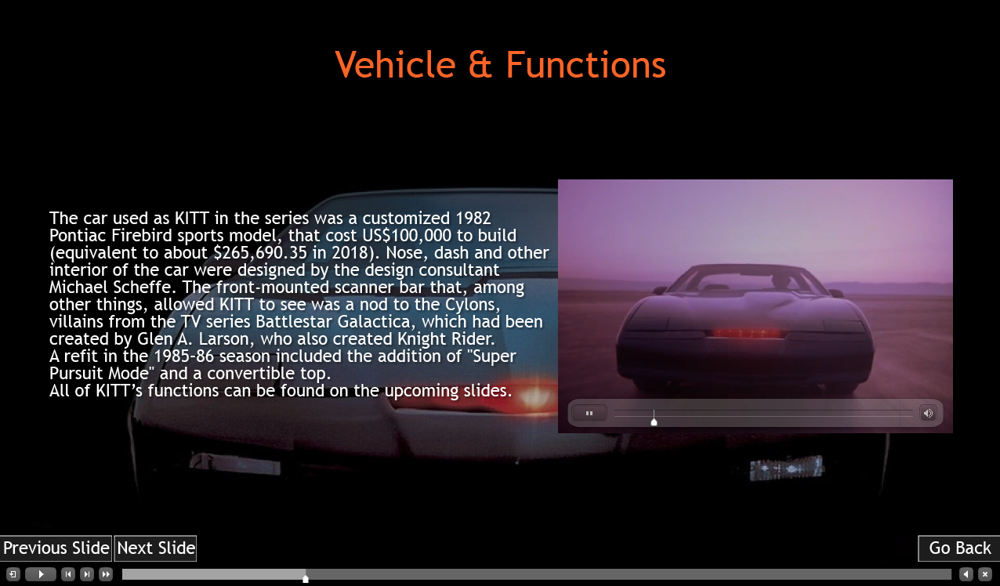 Vehicle & Functions
The car used as KITT in the series was a customized 1982
Pontiac Firebird sports model, that cost US$100,000 to build
(equivalent to about $265,690.35 in 2018). Nose, dash and other
interior of the car were designed by the design consultant
Michael Scheffe. The front-mounted scanner bar that, among
other things, allowed KITT to see was a nod to the Cylons,
villains from the TV series Battlestar Galactica, which had been
created by Glen A. Larson, who also created Knight Rider.
A refit in the 1985–86 season included the addition of "Super
Pursuit Mode" and a convertible top.
All of KITT’s functions can be found on the upcoming slides.
Previous Slide
Next Slide
Go Back